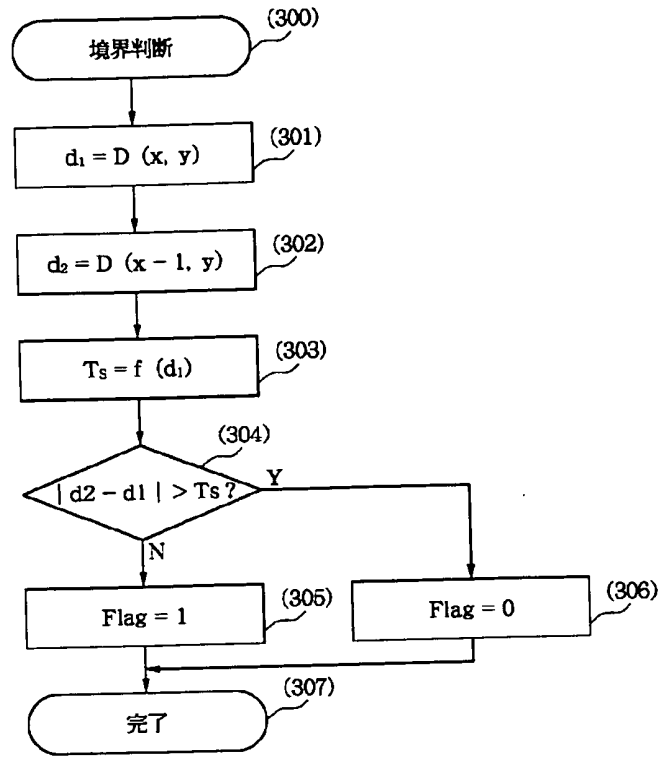 (300)
境界判断
(301)
d₁ = D (x, y)
(302)
d₂ = D (x − 1, y)
(303)
Tₛ = f (d₁)
(304)
| d2 − d1 | > Ts ?
Y
N
(305)
Flag = 1
(306)
Flag = 0
(307)
完了